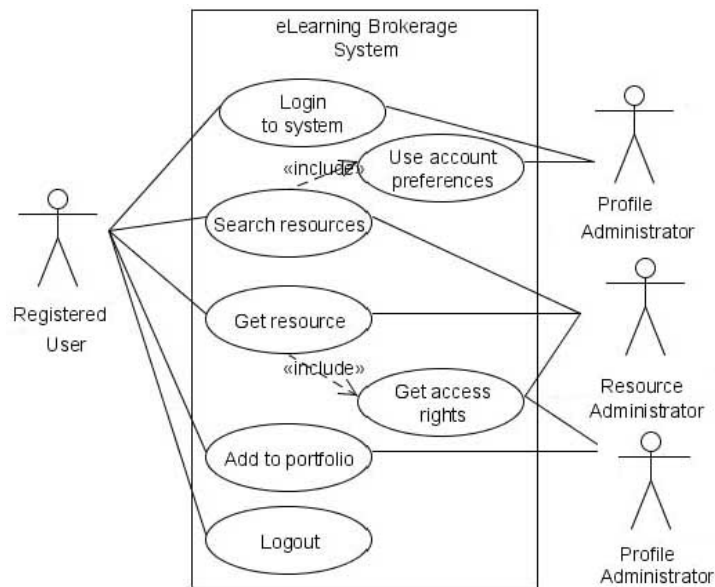 eLearning Brokerage
System
Login
to system
«include»
Use account
preferences
Profile
Administrator
Search resources
Registered
User
Get resource
«include»
Get access
rights
Resource
Administrator
Add to portfolio
Logout
Profile
Administrator